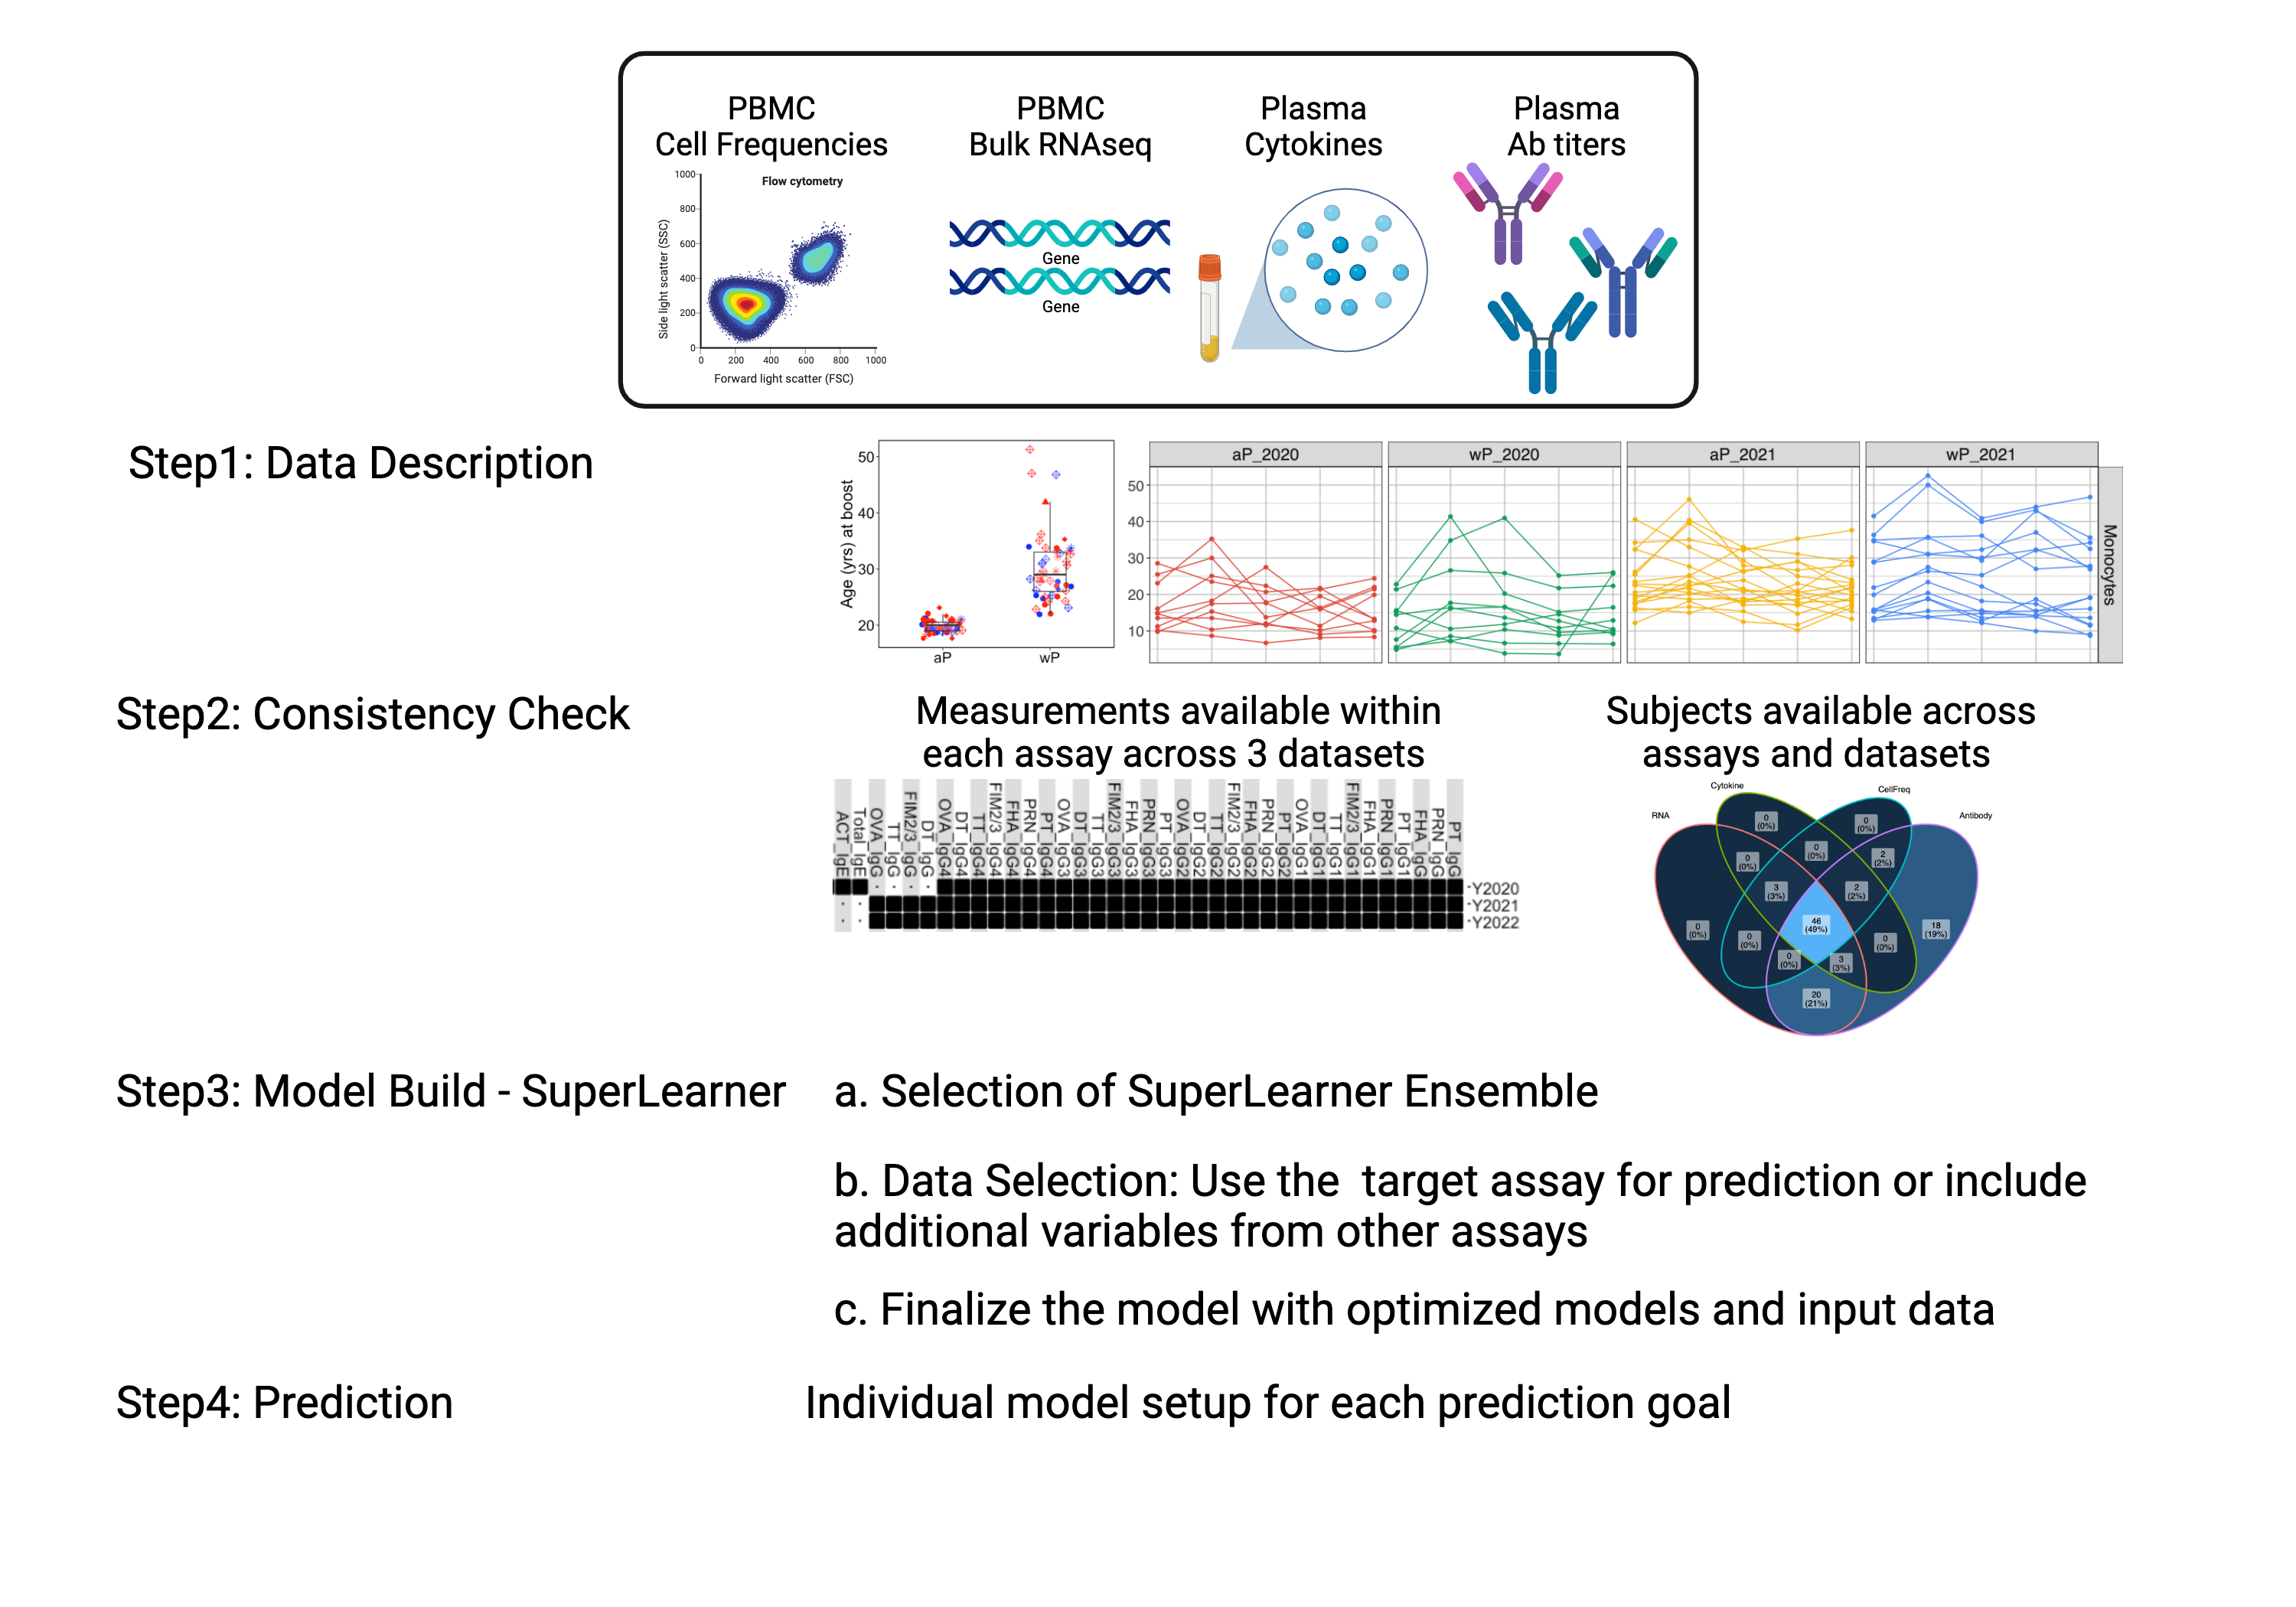 PBMC
Cell Frequencies
PBMC
Bulk RNAseq
Plasma
Cytokines
Plasma
Ab titers
Flow cytometry
Side light scatter (SSC)
1000
800
600
400
200
0
0 200 400 600 800 1000
Forward light scatter (FSC)
Gene
Gene
Step1: Data Description
Age (yrs) at boost
50
40
30
20
aP wP
aP_2020 wP_2020 aP_2021 wP_2021
50
40
30
20
10
Monocytes
Step2: Consistency Check
Measurements available within
each assay across 3 datasets
ACT_IgE
Total_IgE
OVA_IgG
TT_IgG
FIM2/3_IgG
DT_IgG
OVA_IgG4
DT_IgG4
TT_IgG4
FIM2/3_IgG4
FHA_IgG4
PRN_IgG4
PT_IgG4
OVA_IgG3
DT_IgG3
TT_IgG3
FIM2/3_IgG3
FHA_IgG3
PRN_IgG3
PT_IgG3
OVA_IgG2
DT_IgG2
TT_IgG2
FIM2/3_IgG2
FHA_IgG2
PRN_IgG2
PT_IgG2
OVA_IgG1
DT_IgG1
TT_IgG1
FIM2/3_IgG1
FHA_IgG1
PRN_IgG1
PT_IgG1
FHA_IgG
PRN_IgG
PT_IgG
Y2020
Y2021
Y2022
Subjects available across
assays and datasets
RNA
Cytokine
CellFreq
Antibody
0
(0%)
0
(0%)
0
(0%)
0
(0%)
2
(2%)
3
(3%)
2
(2%)
46
(49%)
0
(0%)
18
(19%)
0
(0%)
0
(0%)
0
(0%)
3
(3%)
20
(21%)
Step3: Model Build - SuperLearner
a. Selection of SuperLearner Ensemble
b. Data Selection: Use the  target assay for prediction or include
additional variables from other assays
c. Finalize the model with optimized models and input data
Step4: Prediction
Individual model setup for each prediction goal